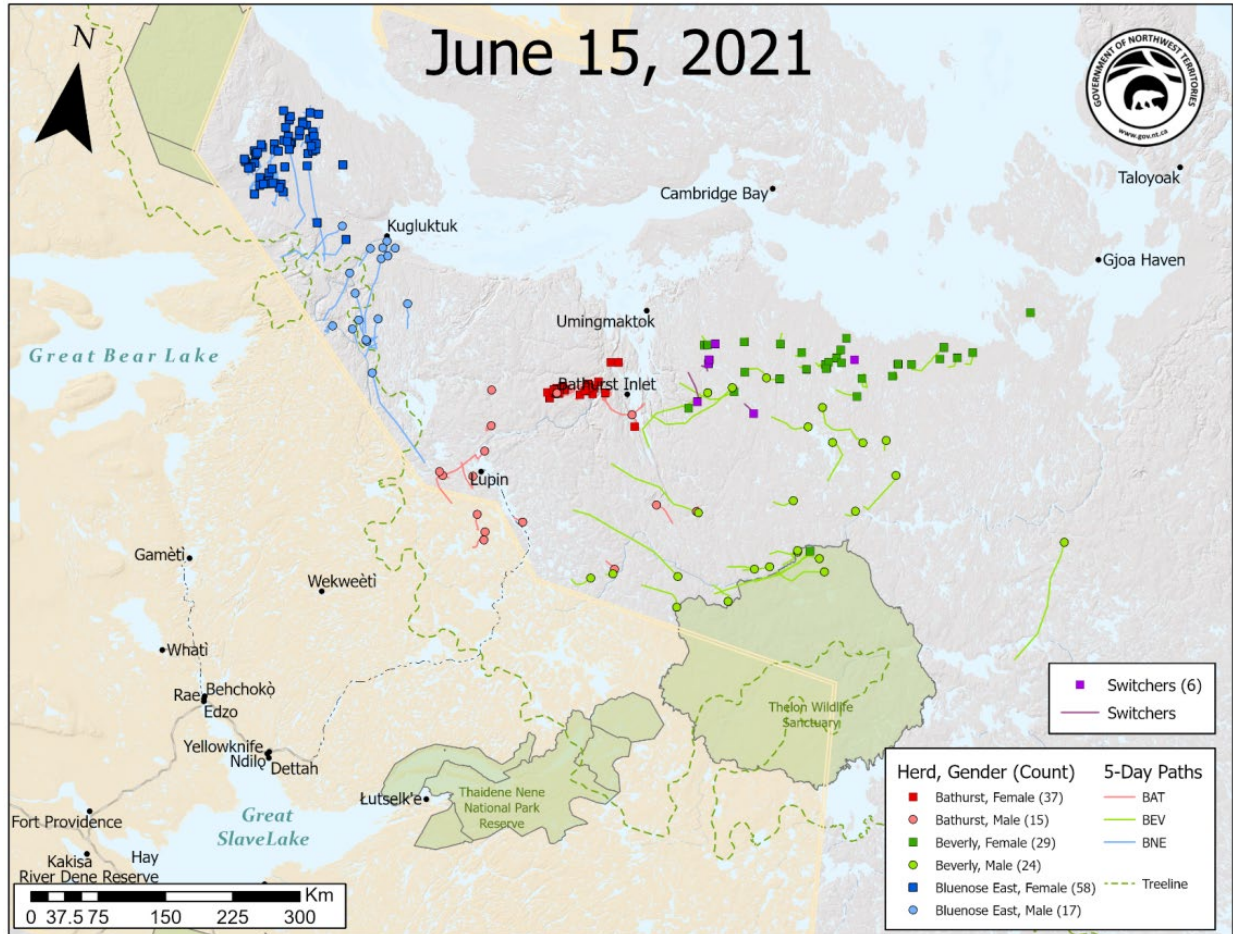 June 15, 2021
N
GOVERNMENT OF NORTHWEST TERRITORIES
www.gov.nt.ca
Taloyoak
Cambridge Bay
Kugluktuk
Gjoa Haven
Umingmaktok
Great Bear Lake
Bathurst Inlet
Lupin
Gamètì
Wekweètì
Whatì
Behchokò
Rae
Edzo
Thelon Wildlife
Sanctuary
Yellowknife
Ndilǫ
Dettah
Łutselk'e
Thaidene Nene
National Park
Reserve
Great
Slave Lake
Fort Providence
Kakisa
Hay
River Dene Reserve
Km
0 37.5 75 150 225 300
Switchers (6)
Switchers
Herd, Gender (Count)
Bathurst, Female (37)
Bathurst, Male (15)
Beverly, Female (29)
Beverly, Male (24)
Bluenose East, Female (58)
Bluenose East, Male (17)
5-Day Paths
BAT
BEV
BNE
Treeline